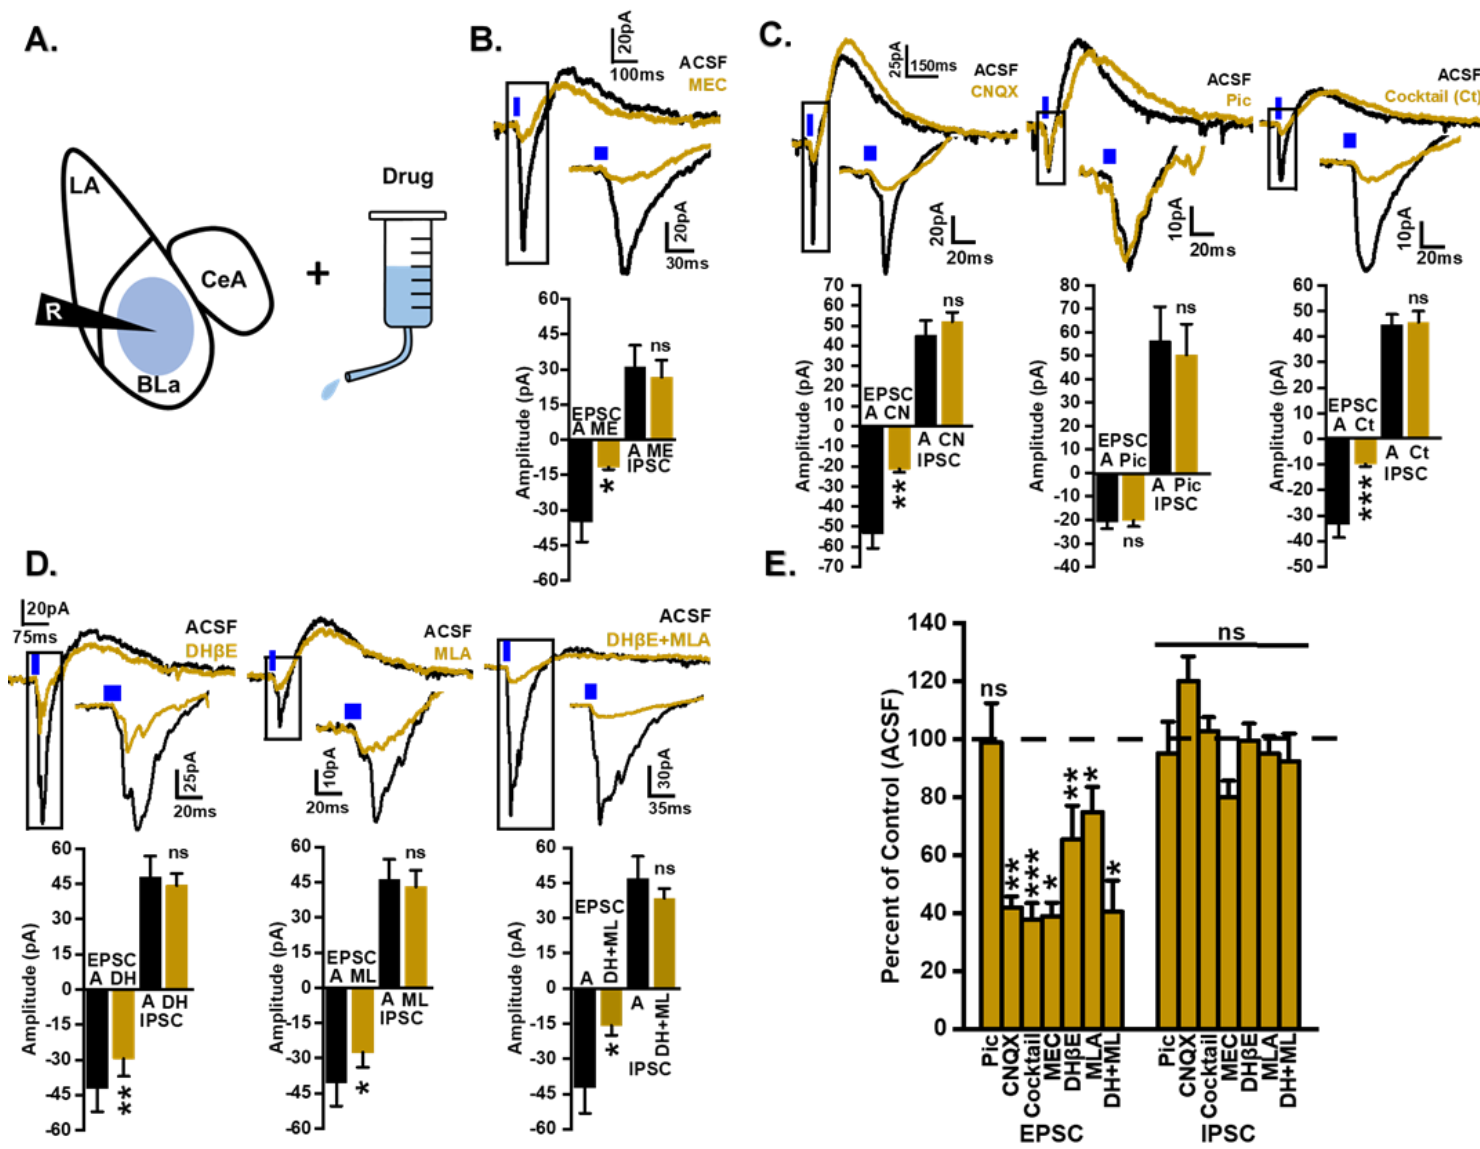 A.
LA
CeA
R
BLa
+
Drug
B.
20pA
100ms
ACSF
MEC
20pA
30ms
60
45
30
15
0
-15
-30
-45
-60
Amplitude (pA)
EPSC
A ME
ns
A ME
IPSC
*
C.
25pA
150ms
ACSF
CNQX
20pA
20ms
70
60
50
40
30
20
10
0
-10
-20
-30
-40
-50
-60
-70
Amplitude (pA)
EPSC
A CN
ns
A CN
IPSC
**
ACSF
Pic
10pA
20ms
80
70
60
50
40
30
20
10
0
-10
-20
-30
-40
Amplitude (pA)
EPSC
A Pic
ns
A Pic
IPSC
ns
ACSF
Cocktail (Ct)
10pA
20ms
60
50
40
30
20
10
0
-10
-20
-30
-40
-50
Amplitude (pA)
EPSC
A Ct
ns
A Ct
IPSC
***
D.
20pA
75ms
ACSF
DHβE
25pA
20ms
60
45
30
15
0
-15
-30
-45
-60
Amplitude (pA)
EPSC
A DH
ns
A DH
IPSC
**
ACSF
MLA
10pA
20ms
60
45
30
15
0
-15
-30
-45
-60
Amplitude (pA)
EPSC
A ML
ns
A ML
IPSC
*
ACSF
DHβE+MLA
30pA
35ms
60
45
30
15
0
-15
-30
-45
-60
Amplitude (pA)
EPSC
A
DH+ML
ns
A
DH+ML
IPSC
*
E.
140
120
100
80
60
40
20
0
Percent of Control (ACSF)
ns
**
***
*
**
*
*
ns
Pic
CNQX
Cocktail
MEC
DHβE
MLA
DH+ML
EPSC
Pic
CNQX
Cocktail
MEC
DHβE
MLA
DH+ML
IPSC